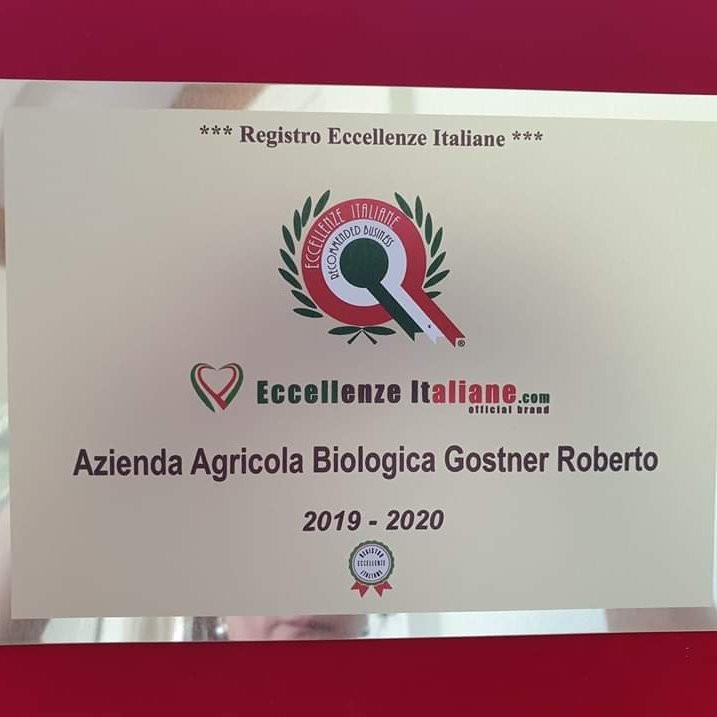 *** Registro Eccellenze Italiane ***
ECCELLENZE ITALIANE
RECOMMENDED BUSINESS
®
Eccellenze Italiane.com
official brand
Azienda Agricola Biologica Gostner Roberto
2019 - 2020
REGISTRO
ECCELLENZE
ITALIANE